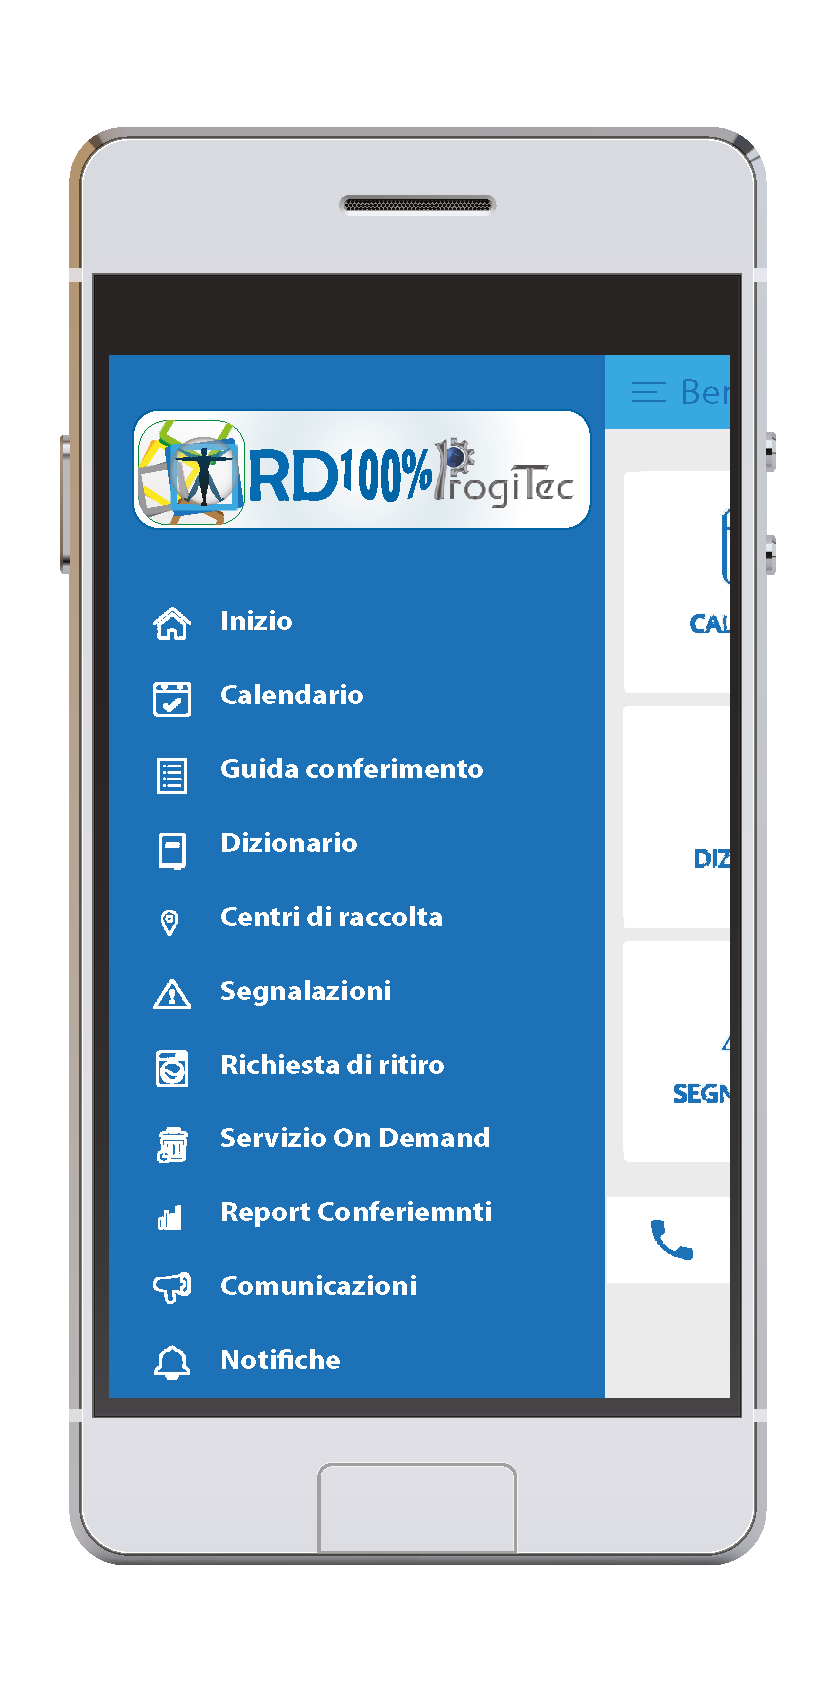 Ber
RD100% ProgiTec
CAL
Inizio
Calendario
Guida conferimento
Dizionario
DIZ
Centri di raccolta
Segnalazioni
Richiesta di ritiro
SEGN
Servizio On Demand
Report Conferiemnti
Comunicazioni
Notifiche